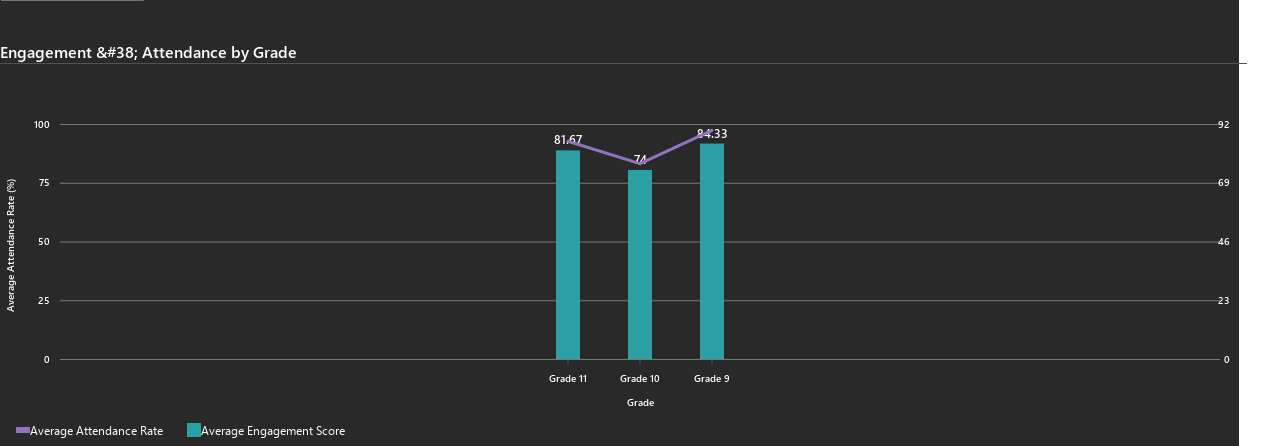 Engagement &#38; Attendance by Grade
100
92
81.67
74
84.33
75
69
50
46
25
23
0
0
Average Attendance Rate (%)
Grade 11
Grade 10
Grade 9
Grade
Average Attendance Rate
Average Engagement Score